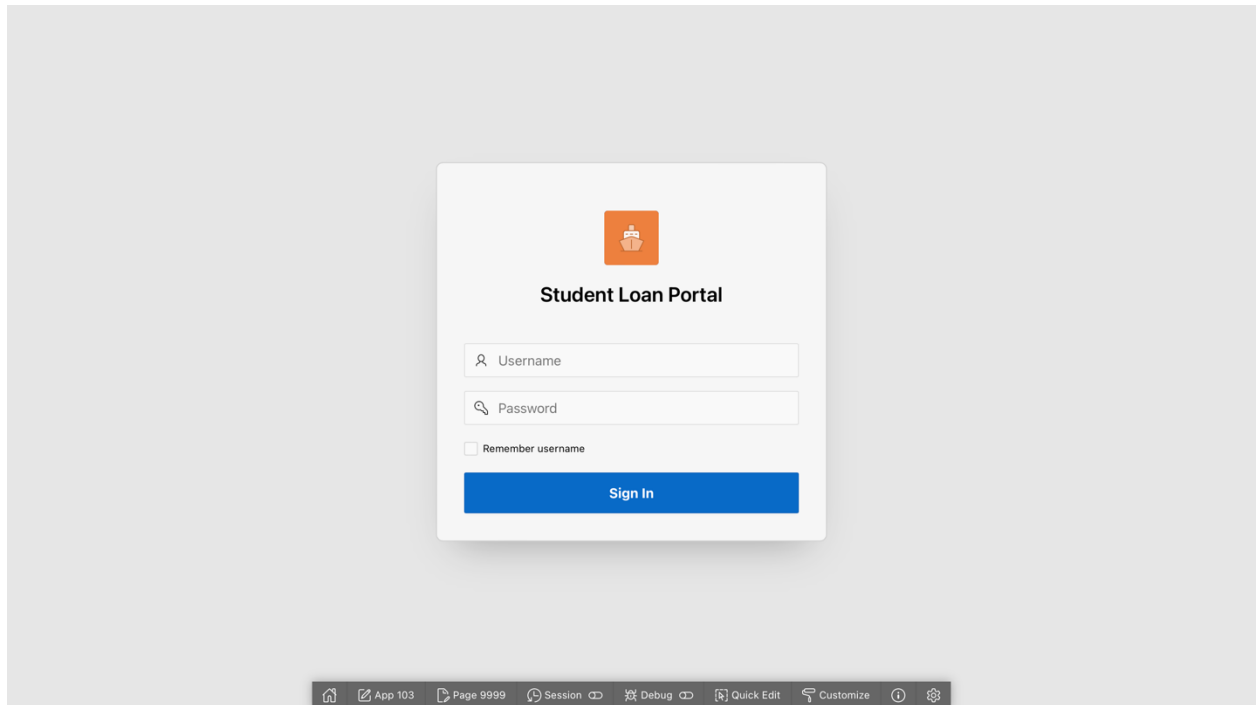 Student Loan Portal
Username
Password
Remember username
Sign In
App 103 Page 9999 Session Debug Quick Edit Customize